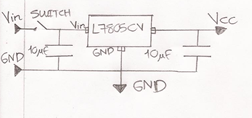 Vin
SWITCH
Vin
L7805CV
VCC
10μF
GND
10μF
GND
GND